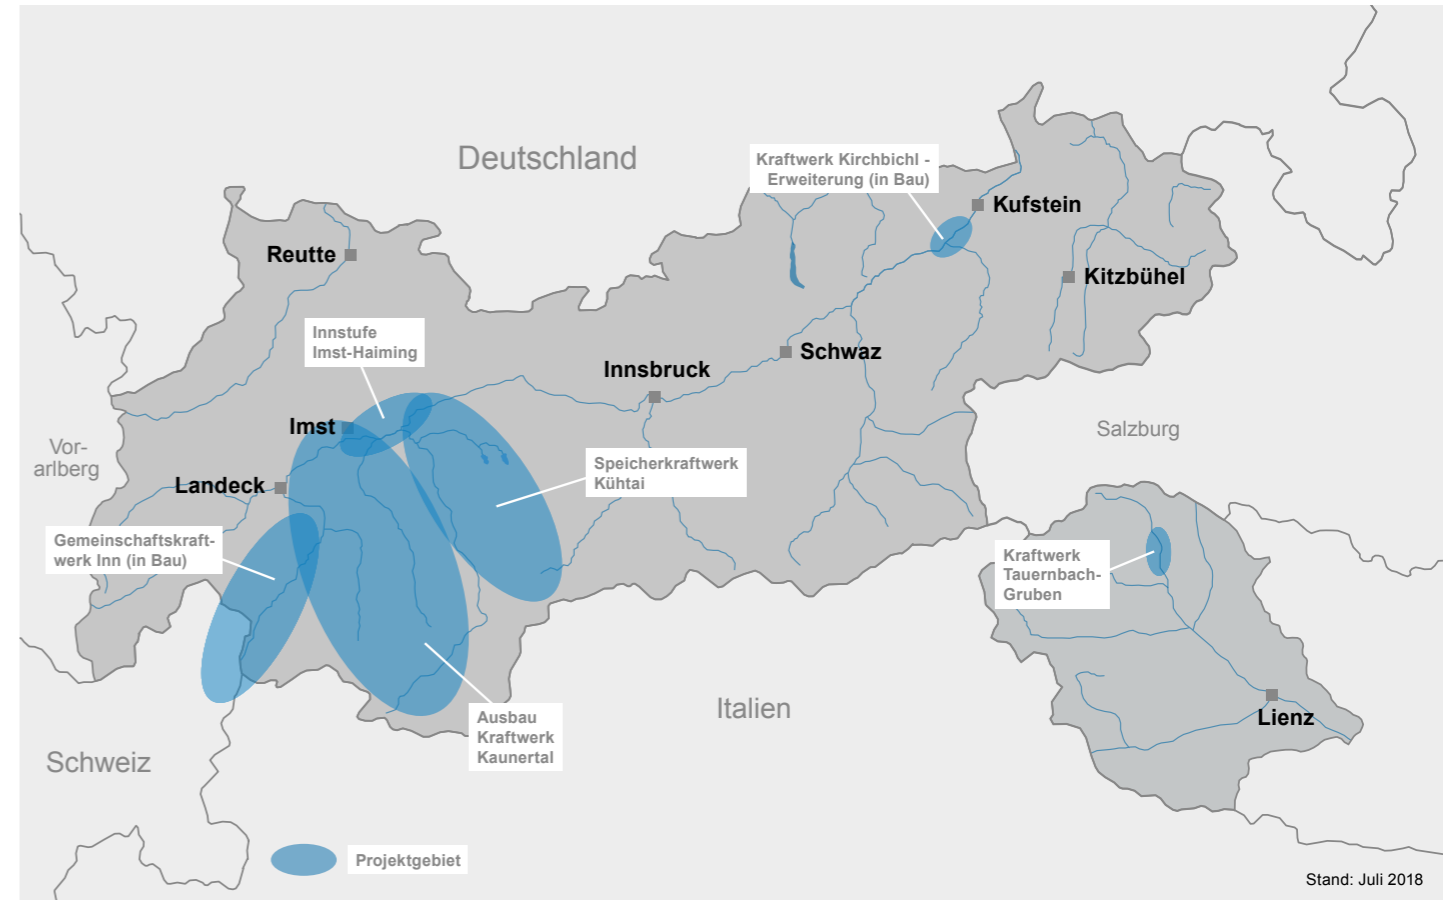 Deutschland
Kraftwerk Kirchbichl -
Erweiterung (in Bau)
Kufstein
Reutte
Kitzbühel
Innstufe
Imst-Haiming
Schwaz
Innsbruck
Imst
Salzburg
Vor-
arlberg
Speicherkraftwerk
Kühtai
Landeck
Gemeinschaftskraft-
werk Inn (in Bau)
Kraftwerk
Tauernbach-
Gruben
Italien
Lienz
Ausbau
Kraftwerk
Kaunertal
Schweiz
Projektgebiet
Stand: Juli 2018